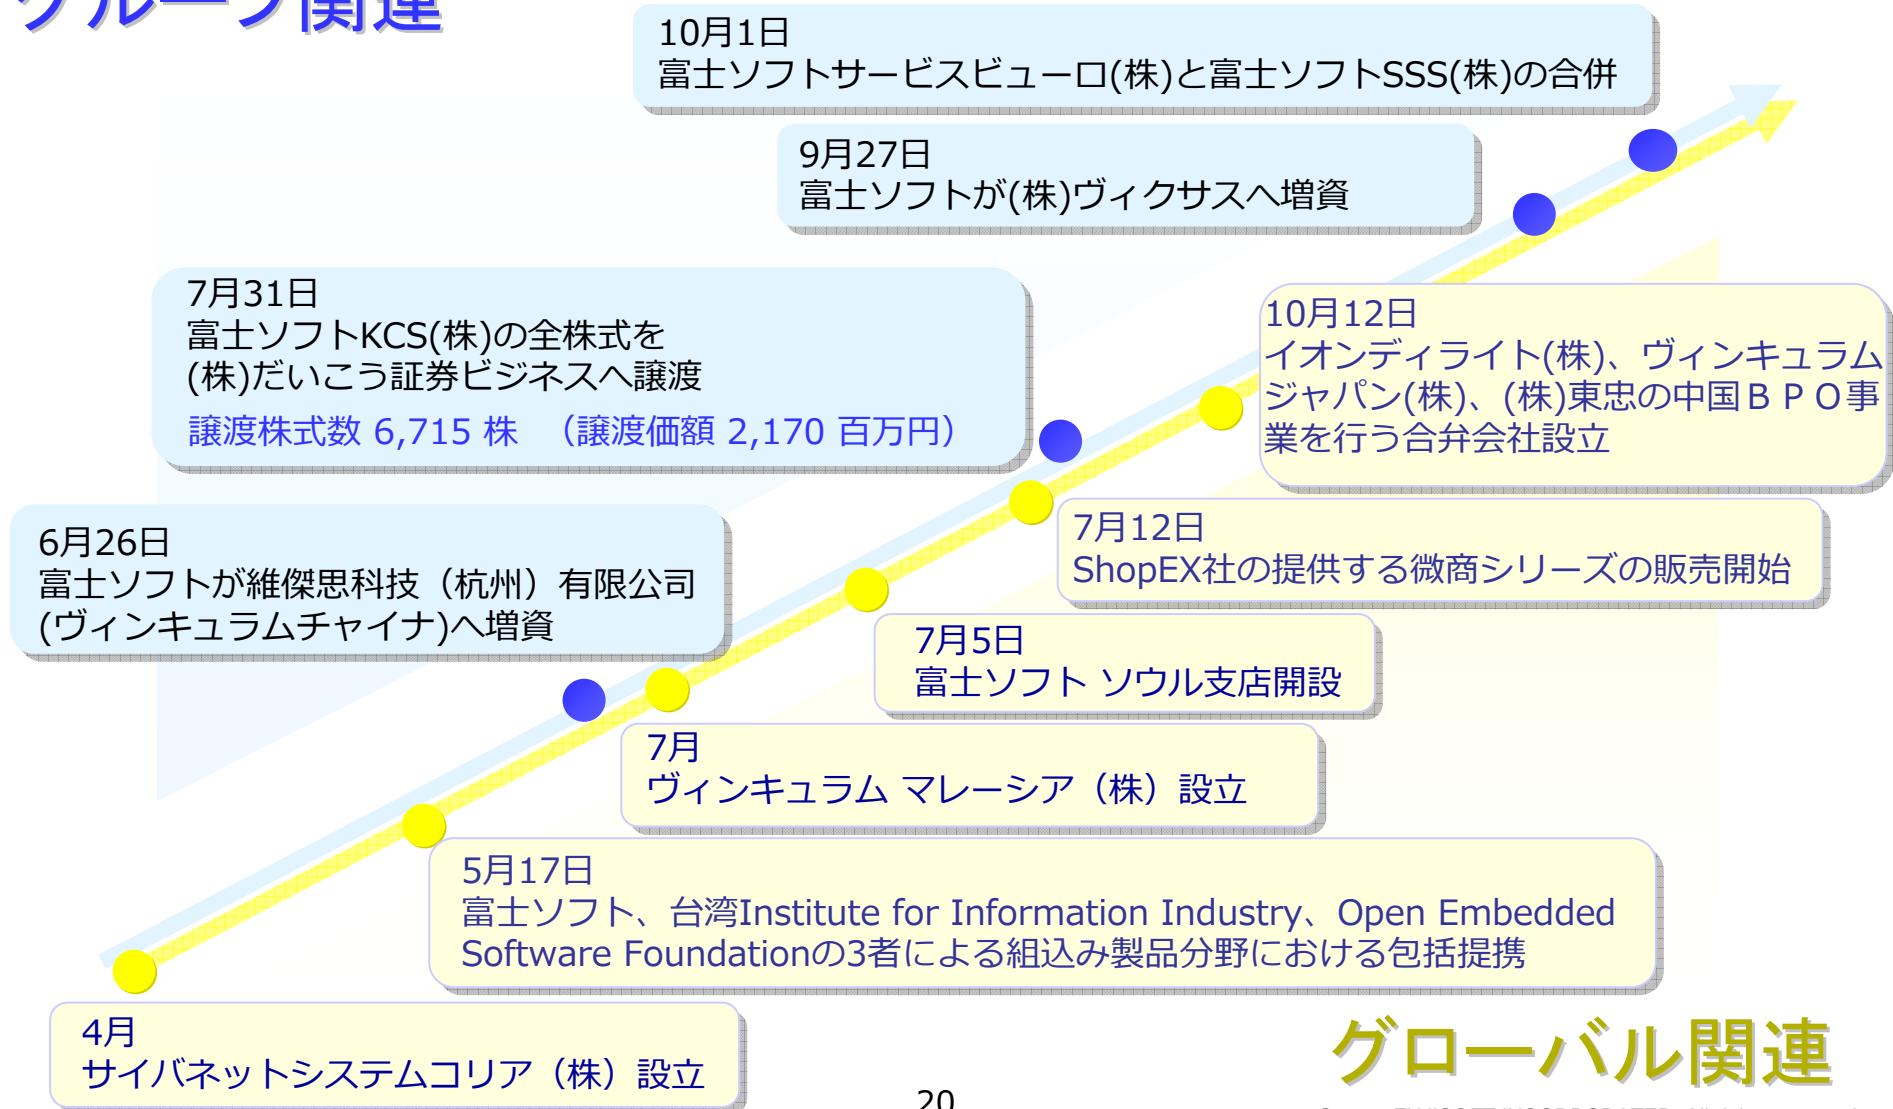 グループ関連
10月1日
富士ソフトサービスビューロ(株)と富士ソフトSSS(株)の合併
9月27日
富士ソフトが(株)ヴィクサスへ増資
7月31日
富士ソフトKCS(株)の全株式を
(株)だいこう証券ビジネスへ譲渡
譲渡株式数 6,715 株 （譲渡価額 2,170 百万円）
6月26日
富士ソフトが維傑思科技（杭州）有限公司
(ヴィンキュラムチャイナ)へ増資
10月12日
イオンディライト(株)、ヴィンキュラム
ジャパン(株)、(株)東忠の中国ＢＰＯ事
業を行う合弁会社設立
7月12日
ShopEX社の提供する微商シリーズの販売開始
7月5日
富士ソフト ソウル支店開設
7月
ヴィンキュラム マレーシア（株）設立
5月17日
富士ソフト、台湾Institute for Information Industry、Open Embedded
Software Foundationの3者による組込み製品分野における包括提携
4月
サイバネットシステムコリア（株）設立
グローバル関連
20